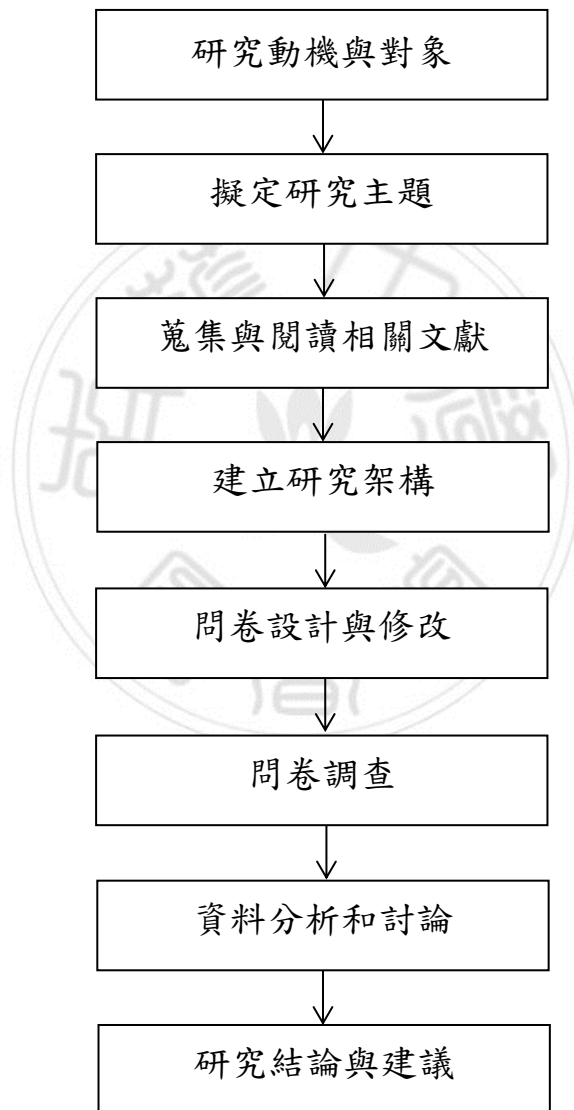 研究動機與對象
擬定研究主題
蒐集與閱讀相關文獻
建立研究架構
問卷設計與修改
問卷調查
資料分析和討論
研究結論與建議